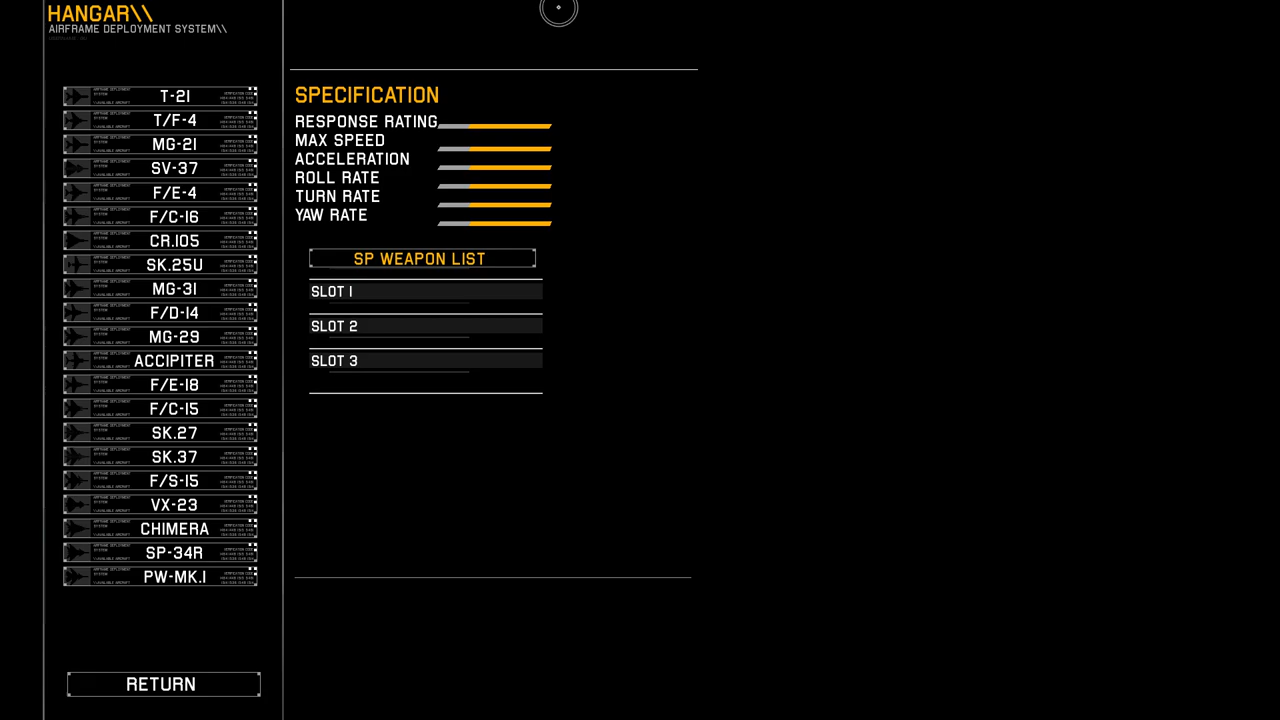 HANGAR\\
AIRFRAME DEPLOYMENT SYSTEM\\
T-21
T/F-4
MG-21
SV-37
F/E-4
F/C-16
CR.105
SK.25U
MG-31
F/D-14
MG-29
ACCIPITER
F/E-18
F/C-15
SK.27
SK.37
F/S-15
VX-23
CHIMERA
SP-34R
PW-MK.1
RETURN
SPECIFICATION
RESPONSE RATING
MAX SPEED
ACCELERATION
ROLL RATE
TURN RATE
YAW RATE
SP WEAPON LIST
SLOT 1
SLOT 2
SLOT 3